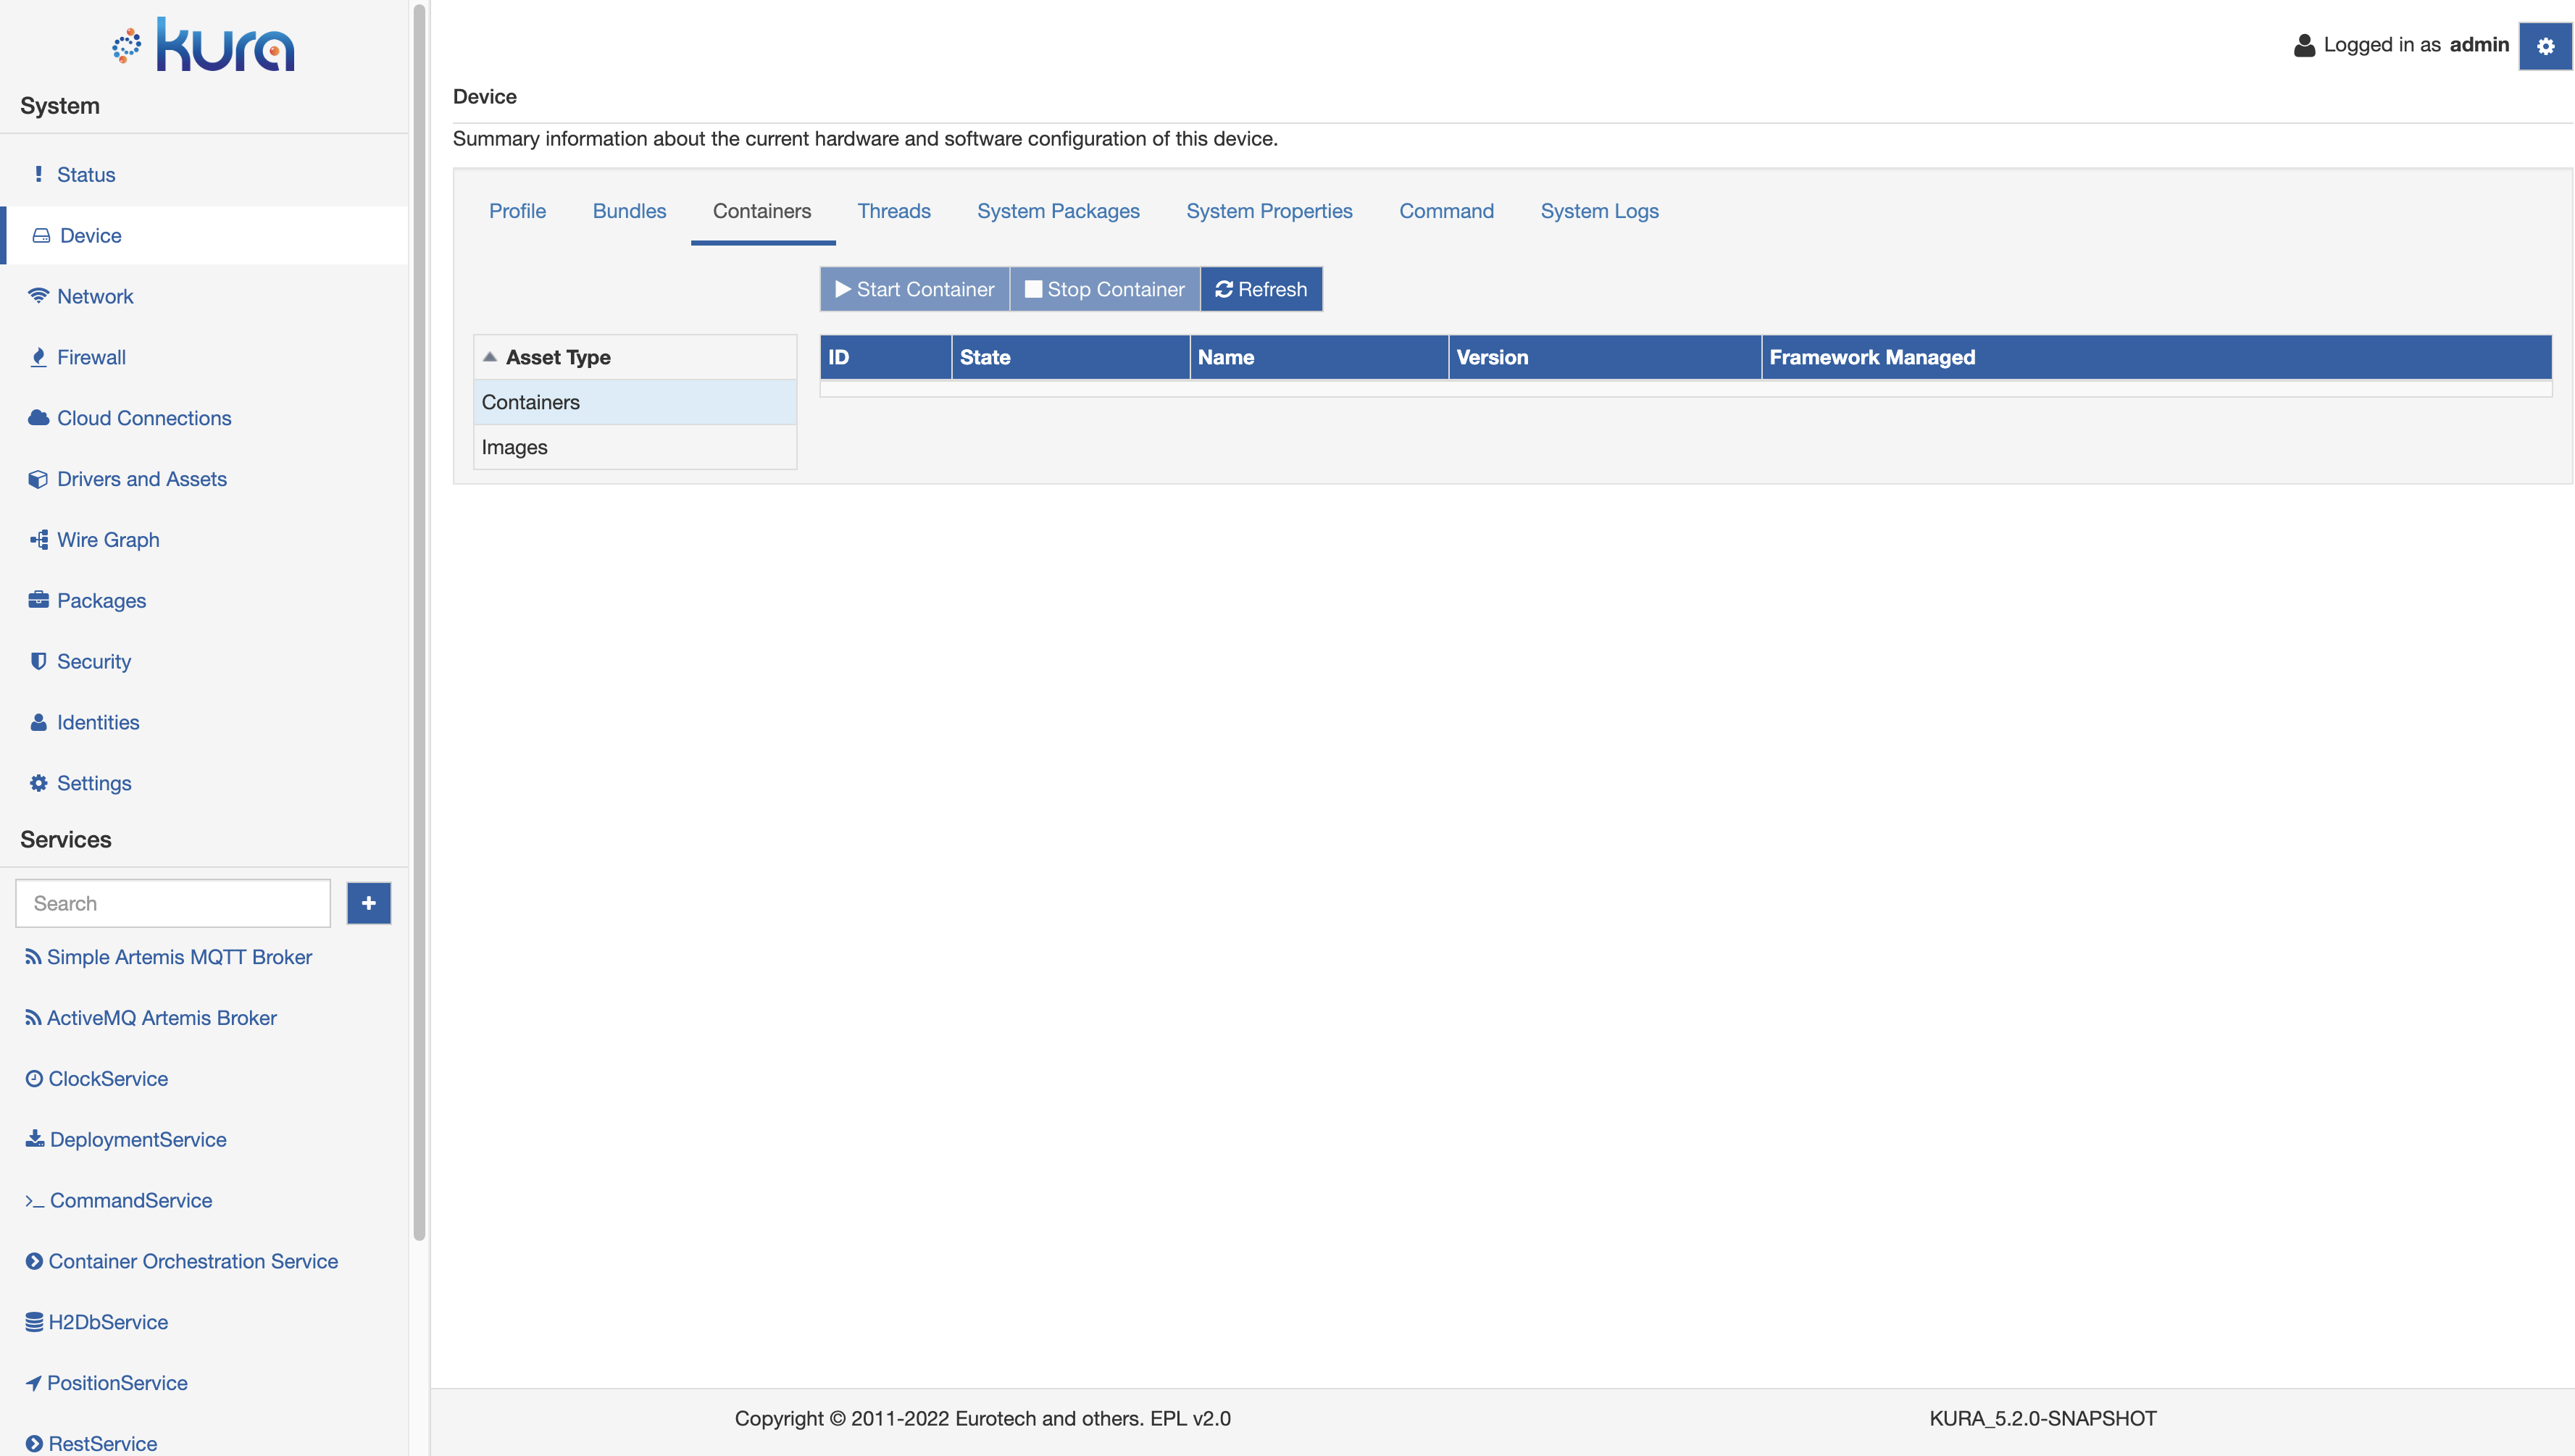 kura
System
Status
Device
Network
Firewall
Cloud Connections
Drivers and Assets
Wire Graph
Packages
Security
Identities
Settings
Services
Search
Simple Artemis MQTT Broker
ActiveMQ Artemis Broker
ClockService
DeploymentService
CommandService
Container Orchestration Service
H2DbService
PositionService
RestService
Logged in as admin
Device
Summary information about the current hardware and software configuration of this device.
Profile Bundles Containers Threads System Packages System Properties Command System Logs
Start Container Stop Container Refresh
Asset Type
Containers
Images
ID State Name Version Framework Managed
Copyright © 2011-2022 Eurotech and others. EPL v2.0 KURA_5.2.0-SNAPSHOT